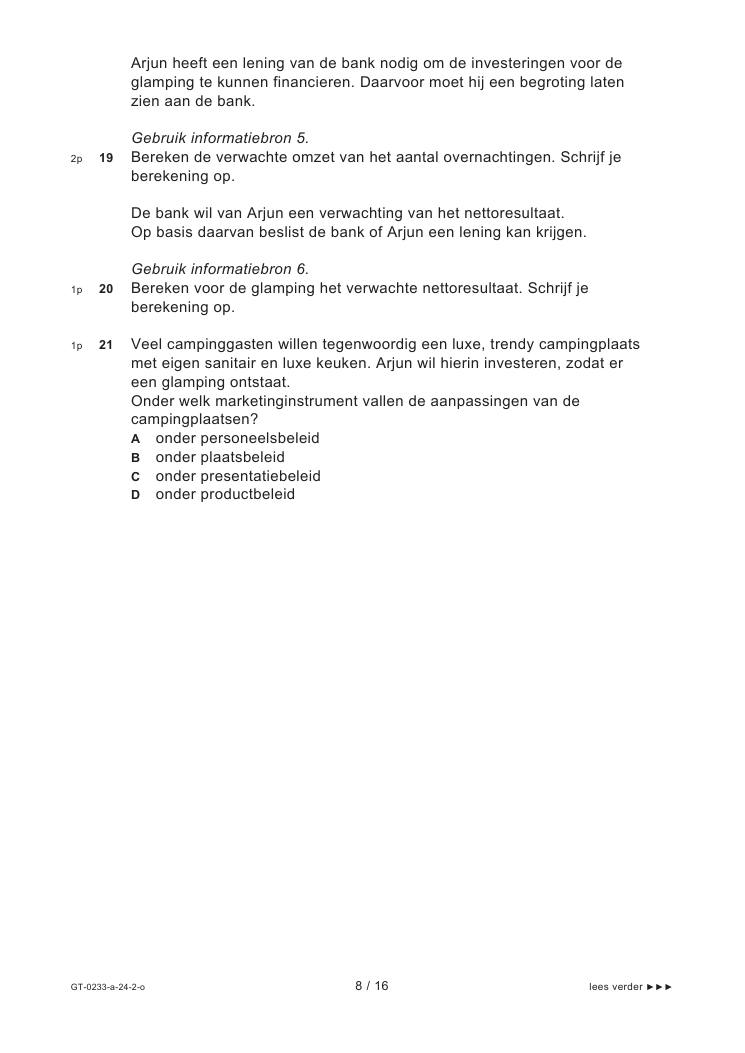 Arjun heeft een lening van de bank nodig om de investeringen voor de
glamping te kunnen financieren. Daarvoor moet hij een begroting laten
zien aan de bank.
Gebruik informatiebron 5.
2p 19 Bereken de verwachte omzet van het aantal overnachtingen. Schrijf je
berekening op.
De bank wil van Arjun een verwachting van het nettoresultaat.
Op basis daarvan beslist de bank of Arjun een lening kan krijgen.
Gebruik informatiebron 6.
1p 20 Bereken voor de glamping het verwachte nettoresultaat. Schrijf je
berekening op.
1p 21 Veel campinggasten willen tegenwoordig een luxe, trendy campingplaats
met eigen sanitair en luxe keuken. Arjun wil hierin investeren, zodat er
een glamping ontstaat.
Onder welk marketinginstrument vallen de aanpassingen van de
campingplaatsen?
A onder personeelsbeleid
B onder plaatsbeleid
C onder presentatiebeleid
D onder productbeleid
GT-0233-a-24-2-o 8 / 16 lees verder ►►►